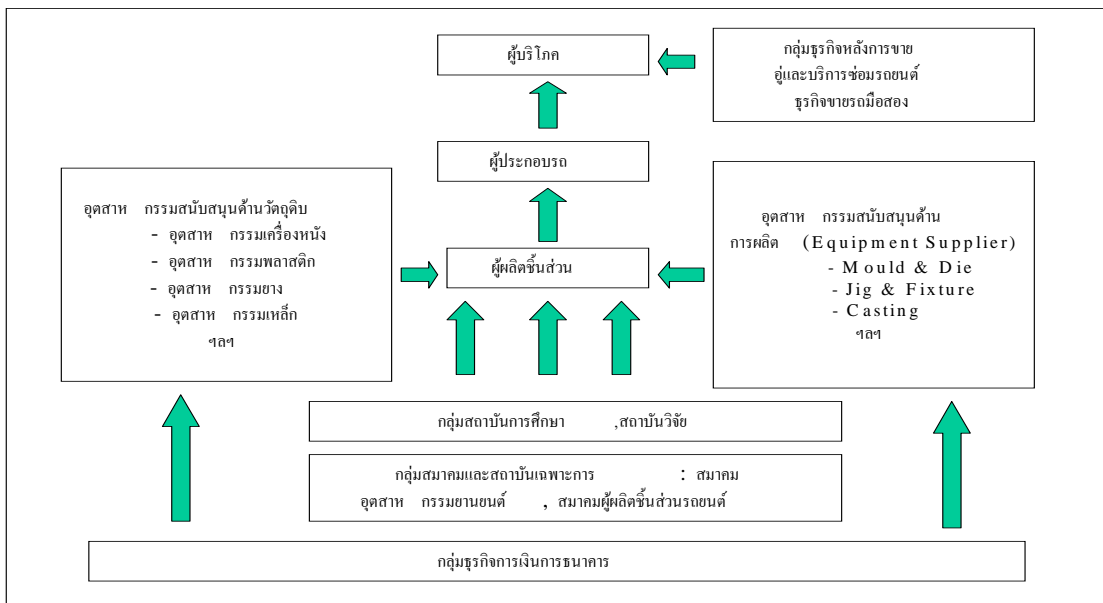 ผู้บริโภค
กลุ่มธุรกิจหลังการขาย
อู่และบริการซ่อมรถยนต์
ธุรกิจขายรถมือสอง
ผู้ประกอบรถ
อุตสาห กรรมสนับสนุนด้านวัตถุดิบ
- อุตสาห กรรมเครื่องหนัง
- อุตสาห กรรมพลาสติก
- อุตสาห กรรมยาง
- อุตสาห กรรมเหล็ก
ฯลฯ
ผู้ผลิตชิ้นส่วน
อุตสาห กรรมสนับสนุนด้าน
การผลิต (Equipment Supplier)
- Mould & Die
- Jig & Fixture
- Casting
ฯลฯ
กลุ่มสถาบันการศึกษา ,สถาบันวิจัย
กลุ่มสมาคมและสถาบันเฉพาะการ : สมาคม
อุตสาห กรรมยานยนต์ , สมาคมผู้ผลิตชิ้นส่วนรถยนต์
กลุ่มธุรกิจการเงินการธนาคาร